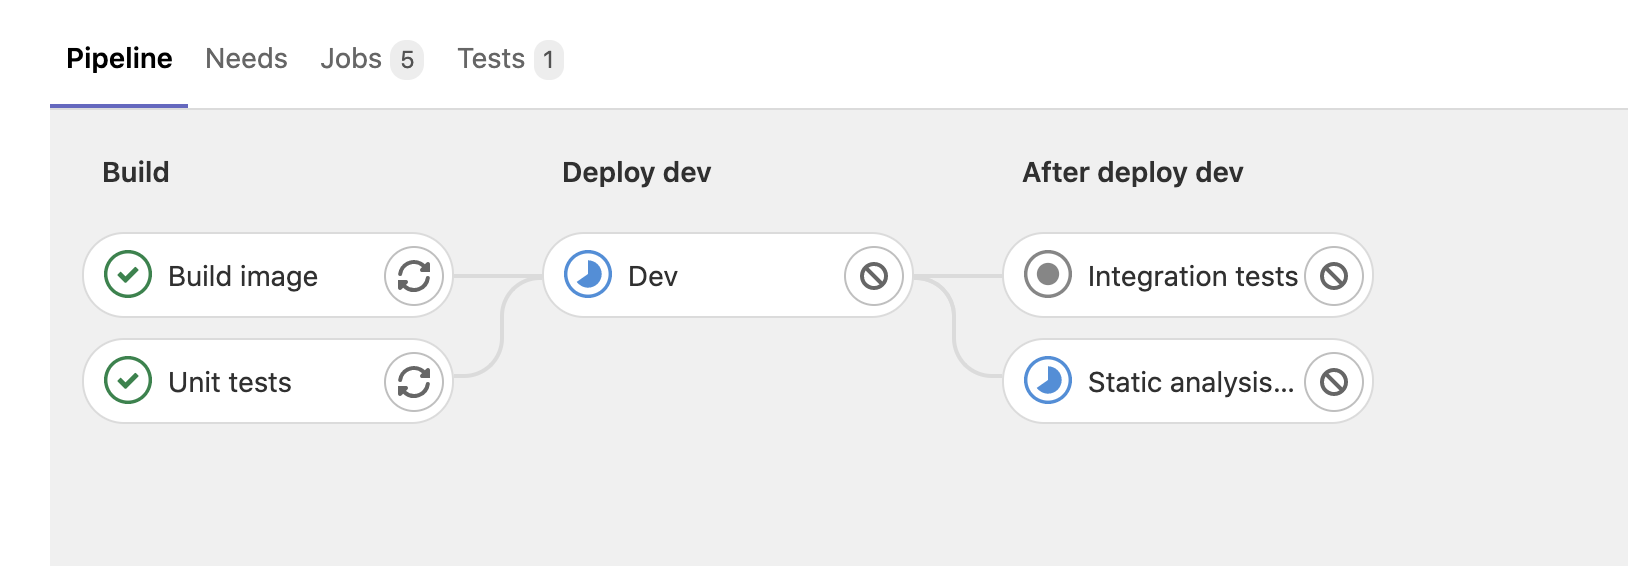 Pipeline Needs Jobs 5 Tests 1
Build Deploy dev After deploy dev
Build image Dev Integration tests
Unit tests Static analysis...